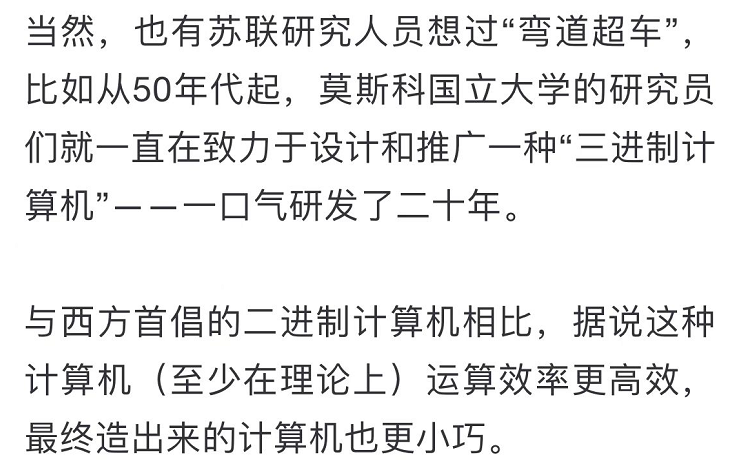 当然，也有苏联研究人员想过“弯道超车”，
比如从50年代起，莫斯科国立大学的研究员
们就一直在致力于设计和推广一种“三进制计
算机”——一口气研发了二十年。
与西方首倡的二进制计算机相比，据说这种
计算机（至少在理论上）运算效率更高效，
最终造出来的计算机也更小巧。